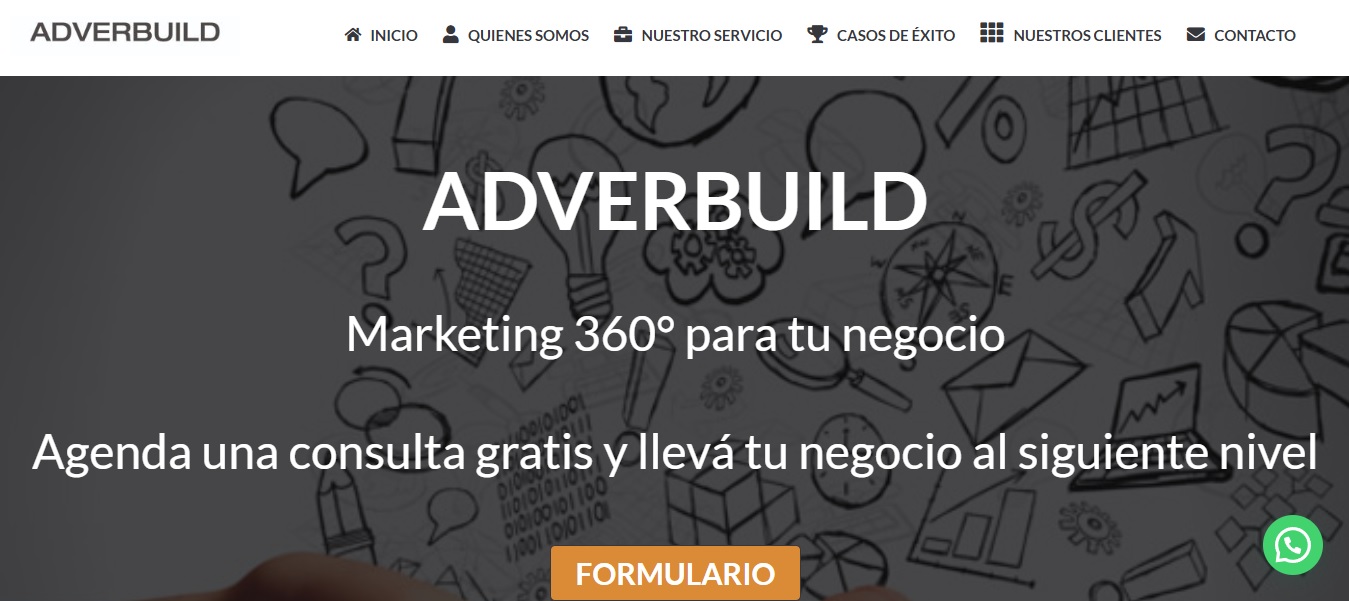 ADVERBUILD
INICIO QUIENES SOMOS NUESTRO SERVICIO CASOS DE ÉXITO NUESTROS CLIENTES CONTACTO
ADVERBUILD
N
W
E
SE
Marketing 360° para tu negocio
Agenda una consulta gratis y llevá tu negocio al siguiente nivel
FORMULARIO